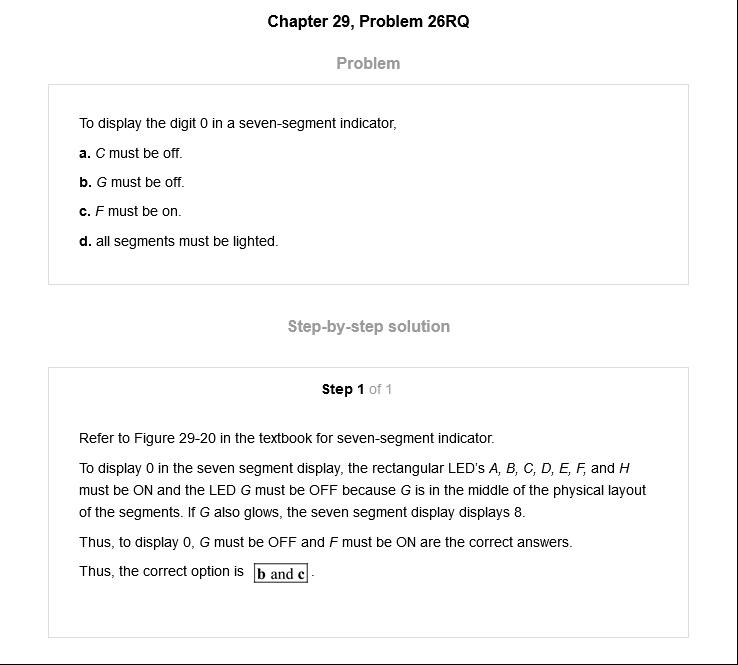 Chapter 29, Problem 26RQ
Problem
To display the digit 0 in a seven-segment indicator,
a. C must be off.
b. G must be off.
c. F must be on.
d. all segments must be lighted.
Step-by-step solution
Step 1 of 1
Refer to Figure 29-20 in the textbook for seven-segment indicator.
To display 0 in the seven segment display, the rectangular LED's A, B, C, D, E, F, and H
must be ON and the LED G must be OFF because G is in the middle of the physical layout
of the segments. If G also glows, the seven segment display displays 8.
Thus, to display 0, G must be OFF and F must be ON are the correct answers.
Thus, the correct option is b and c.